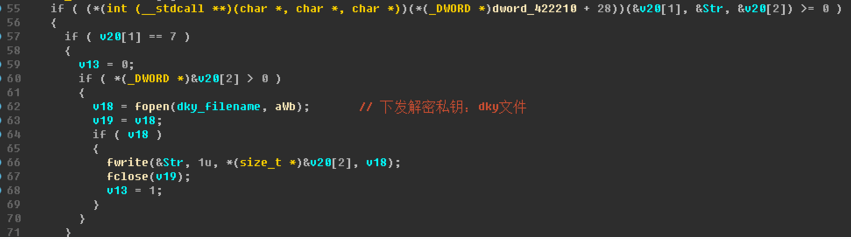 55 if ( (*(int (__stdcall **)(char *, char *, char *))(*(_DWORD *)dword_422210 + 28))(&v20[1], &Str, &v20[2]) >= 0 )
56 {
57 if ( v20[1] == 7 )
58 {
59 v13 = 0;
60 if ( *(_DWORD *)&v20[2] > 0 )
61 {
62 v18 = fopen(dky_filename, aWb); // 下发解密私钥：dky文件
63 v19 = v18;
64 if ( v18 )
65 {
66 fwrite(&Str, 1u, *(size_t *)&v20[2], v18);
67 fclose(v19);
68 v13 = 1;
69 }
70 }
71 }